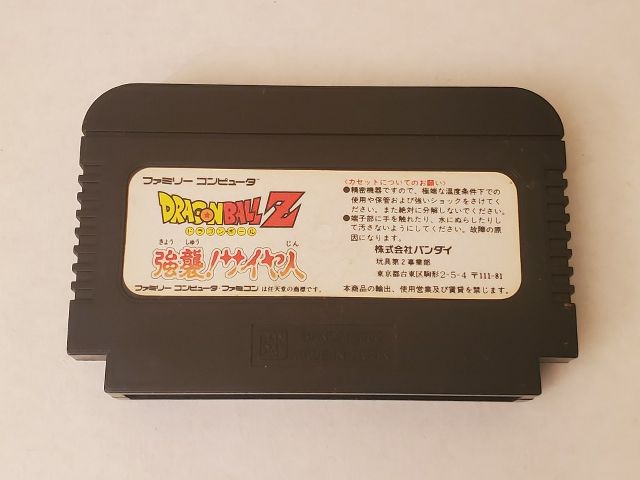 ファミリー コンピュータ
DRAGON BALL Z
ドラゴンボール
きょう しゅう じん
強襲!サイヤ人
ファミリー コンピュータ・ファミコン は任天堂の商標です。
〈カセットについてのお願い〉
●精密機器ですので、極端な温度条件下での
使用や保管および強いショックをさけてく
ださい。また絶対に分解しないでください。
●端子部に手を触れたり、水にぬらしたりし
て汚さないようにしてください。故障の原
因になります。
株式会社バンダイ
玩具第2事業部
東京都台東区駒形2-5-4 〒111-81
本商品の輸出、使用営業及び賃貸を禁じます。